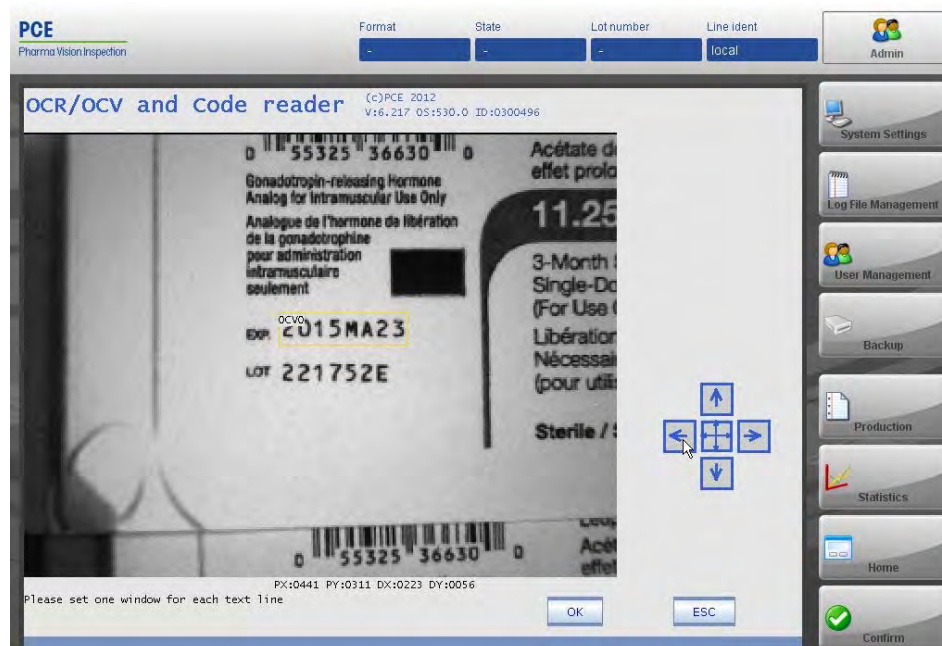 PCE
Pharma Vision Inspection
Format
State
Lot number
Line ident
-
-
-
local
Admin
OCR/OCV and Code reader
(c)PCE 2012
V:6.217 OS:530.0 ID:0300496
0 55325 36630 0
Gonadotropin-releasing Hormone
Analog for Intramuscular Use Only
Analogue de l'hormone de libération
de la gonadotrophine
pour administration
intramusculaire
seulement
OCV0
EXP. 2015MA23
LOT 221752E
Acétate d
effet prolo
11.25
3-Month
Single-Do
(For Use
Libération
Nécessai
(pour utili
Sterile /
0 55325 36630 0
Acét
effet
PX:0441 PY:0311 DX:0223 DY:0056
Please set one window for each text line
OK
ESC
System Settings
Log File Management
User Management
Backup
Production
Statistics
Home
Confirm